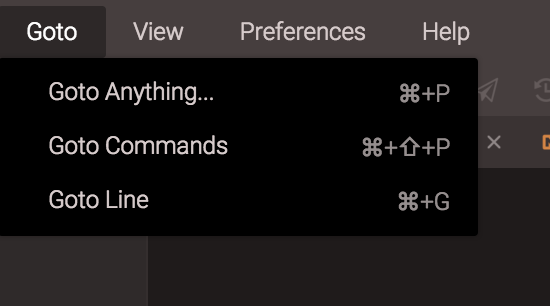 Goto View Preferences Help
Goto Anything... ⌘+P
Goto Commands ⌘+⇧+P
Goto Line ⌘+G